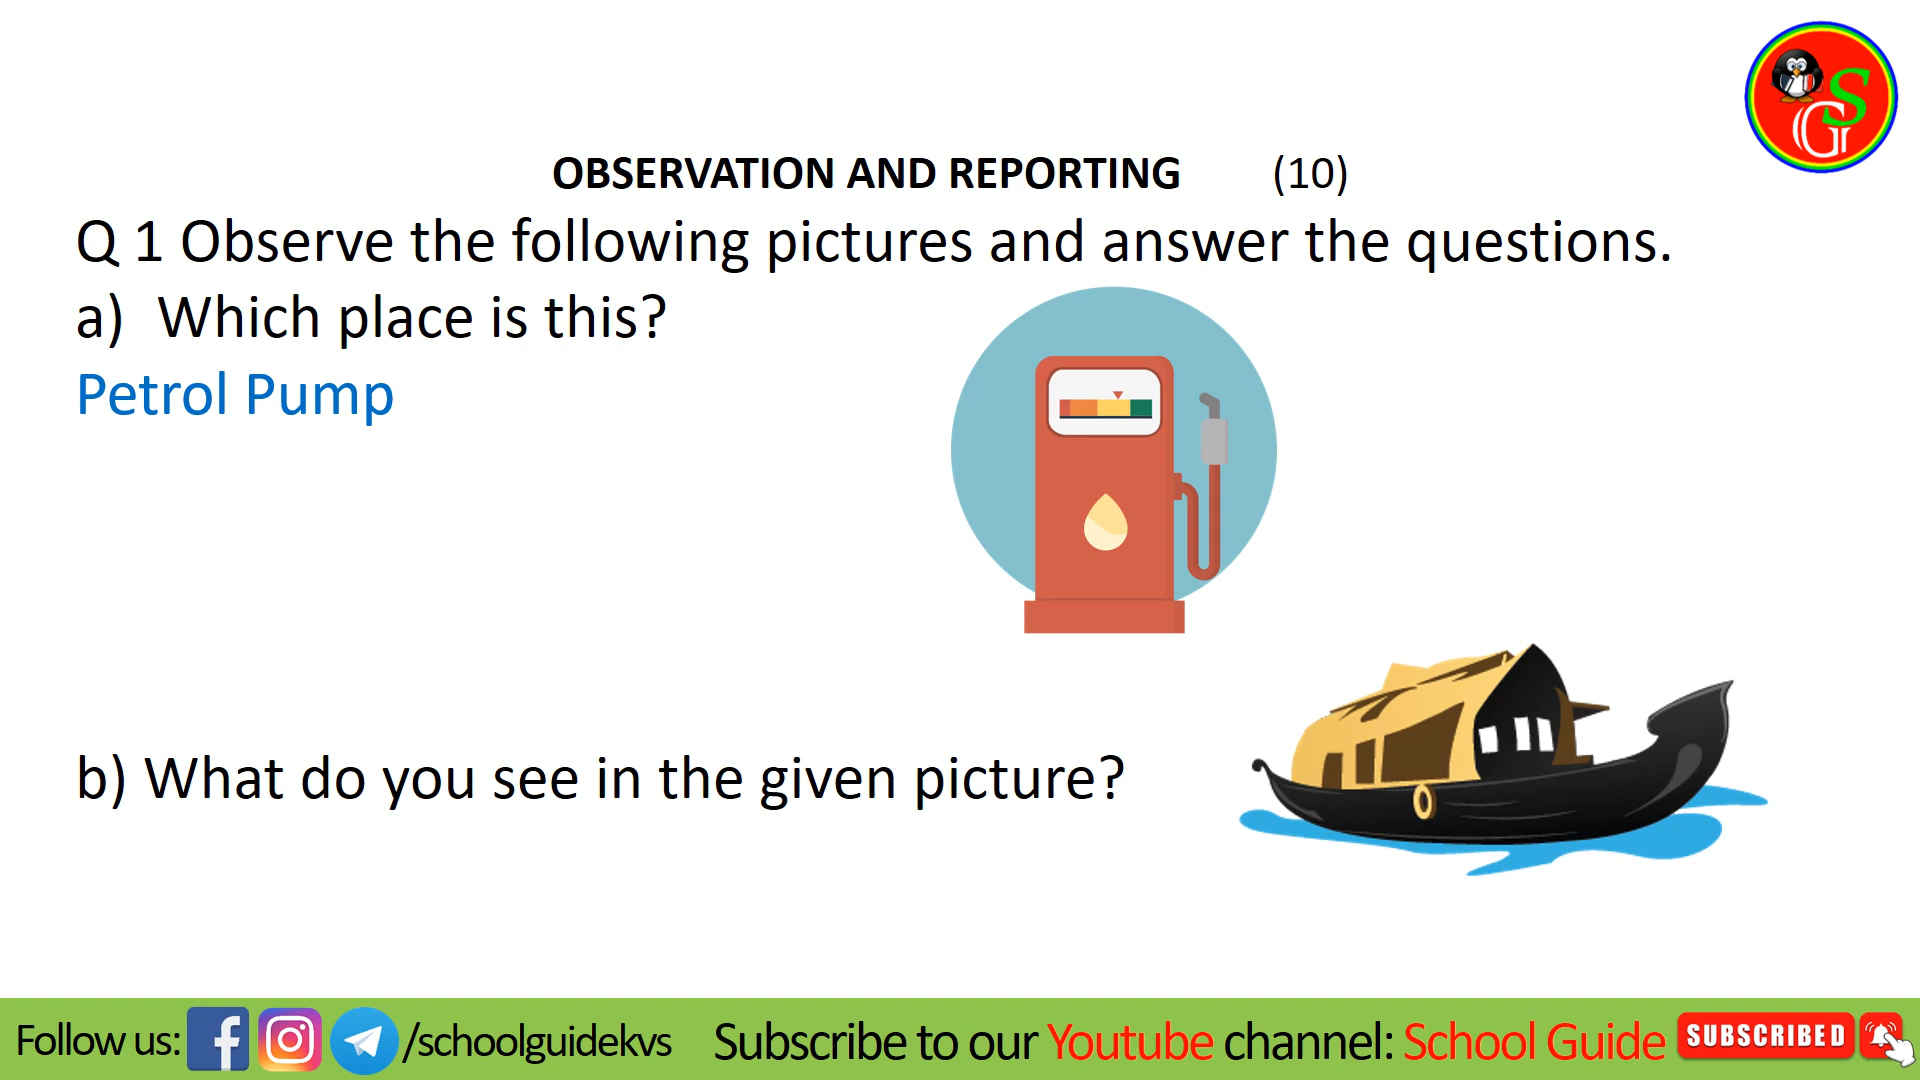 S
G
OBSERVATION AND REPORTING (10)
Q 1 Observe the following pictures and answer the questions.
a) Which place is this?
Petrol Pump
b) What do you see in the given picture?
Follow us: /schoolguidekvs Subscribe to our Youtube channel: School Guide SUBSCRIBED